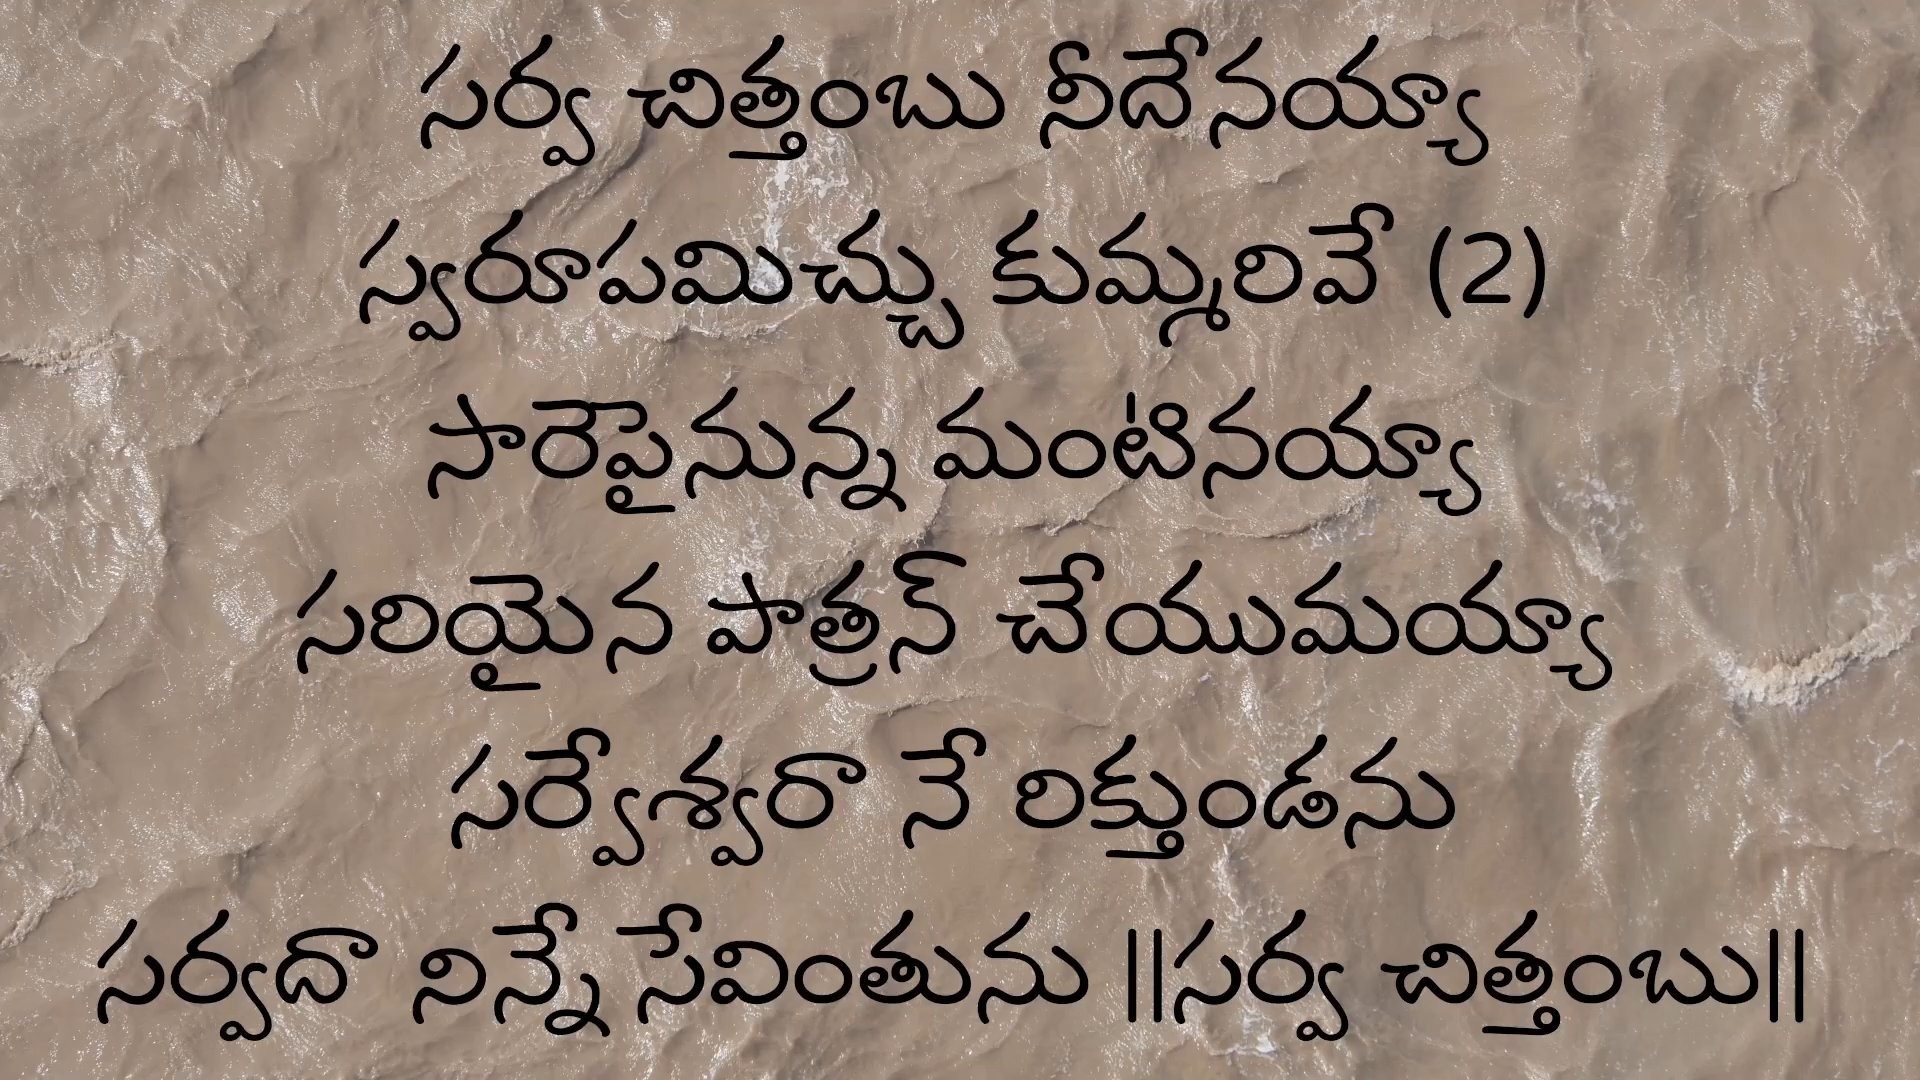 సర్వ చిత్తంబు నీదేనయ్యా
స్వరూపమిచ్చు కుమ్మరివే (2)
సారెపైనున్న మంటినయ్యా
సరియైన పాత్రన్ చేయుమయ్యా
సర్వేశ్వరా నే రిక్తుండను
సర్వదా నిన్నే సేవింతును ||సర్వ చిత్తంబు||